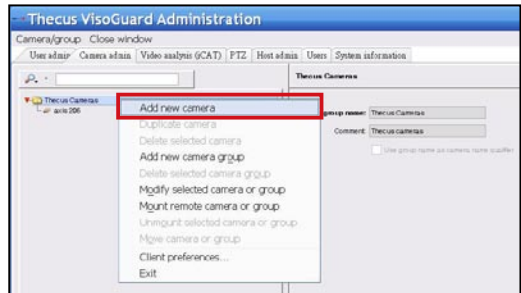 Thecus VisoGuard Administration
Camera/group Close window
User admin Camera admin Video analysis (iCAT) PTZ Host admin Users System information
Thecus Cameras
Thecus Cameras
axis 206
Add new camera
Duplicate camera
Delete selected camera
Add new camera group
Delete selected camera group
Modify selected camera or group
Mount remote camera or group
Unmount selected camera or group
Move camera or group
Client preferences...
Exit
group name: Thecus Cameras
Comment: Thecus cameras
Use group name as camera name qualifier